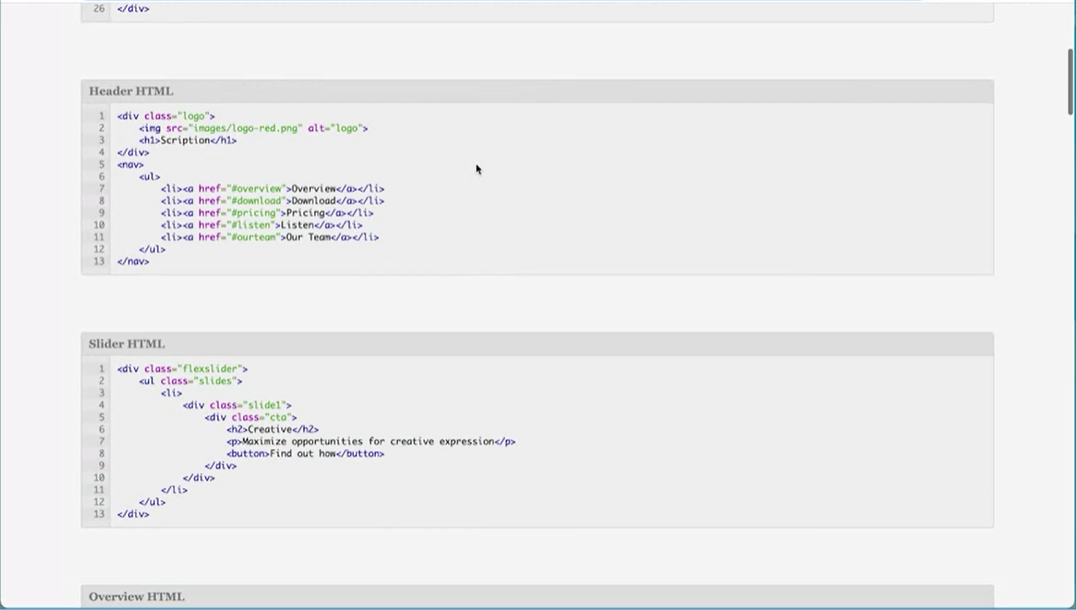 26 </div>
Header HTML
1 <div class="logo">
2 <img src="images/logo-red.png" alt="logo">
3 <h1>Scription</h1>
4 </div>
5 <nav>
6 <ul>
7 <li><a href="#overview">Overview</a></li>
8 <li><a href="#download">Download</a></li>
9 <li><a href="#pricing">Pricing</a></li>
10 <li><a href="#listen">Listen</a></li>
11 <li><a href="#ourteam">Our Team</a></li>
12 </ul>
13 </nav>
Slider HTML
1 <div class="flexslider">
2 <ul class="slides">
3 <li>
4 <div class="slide1">
5 <div class="cta">
6 <h2>Creative</h2>
7 <p>Maximize opportunities for creative expression</p>
8 <button>Find out how</button>
9 </div>
10 </div>
11 </li>
12 </ul>
13 </div>
Overview HTML